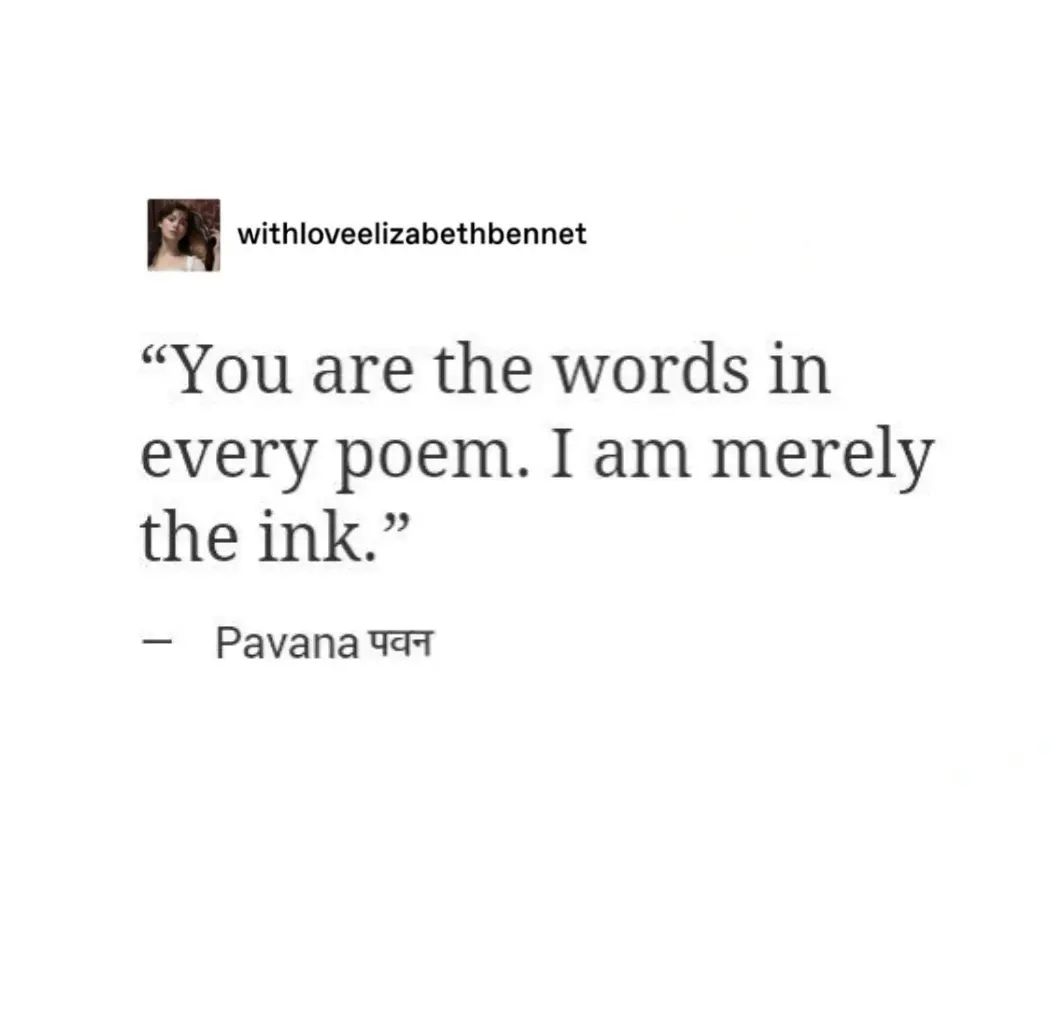 withloveelizabethbennet
“You are the words in
every poem. I am merely
the ink.”
— Pavana पवन